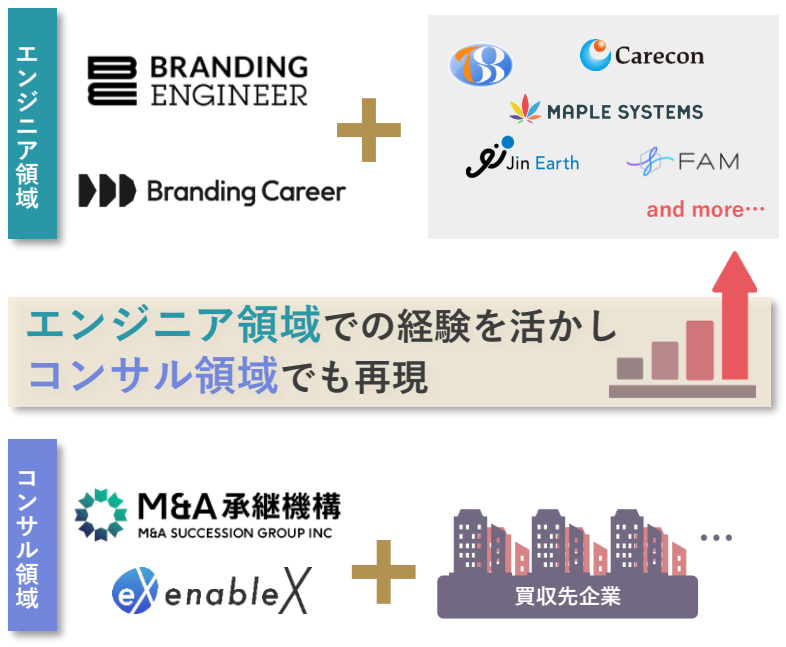 エンジニア領域
BRANDING
ENGINEER
Branding Career
TSB
Carecon
MAPLE SYSTEMS
Jin Earth
FAM
and more…
エンジニア領域での経験を活かし
コンサル領域でも再現
コンサル領域
M&A承継機構
M&A SUCCESSION GROUP INC
eX enableX
買収先企業
…